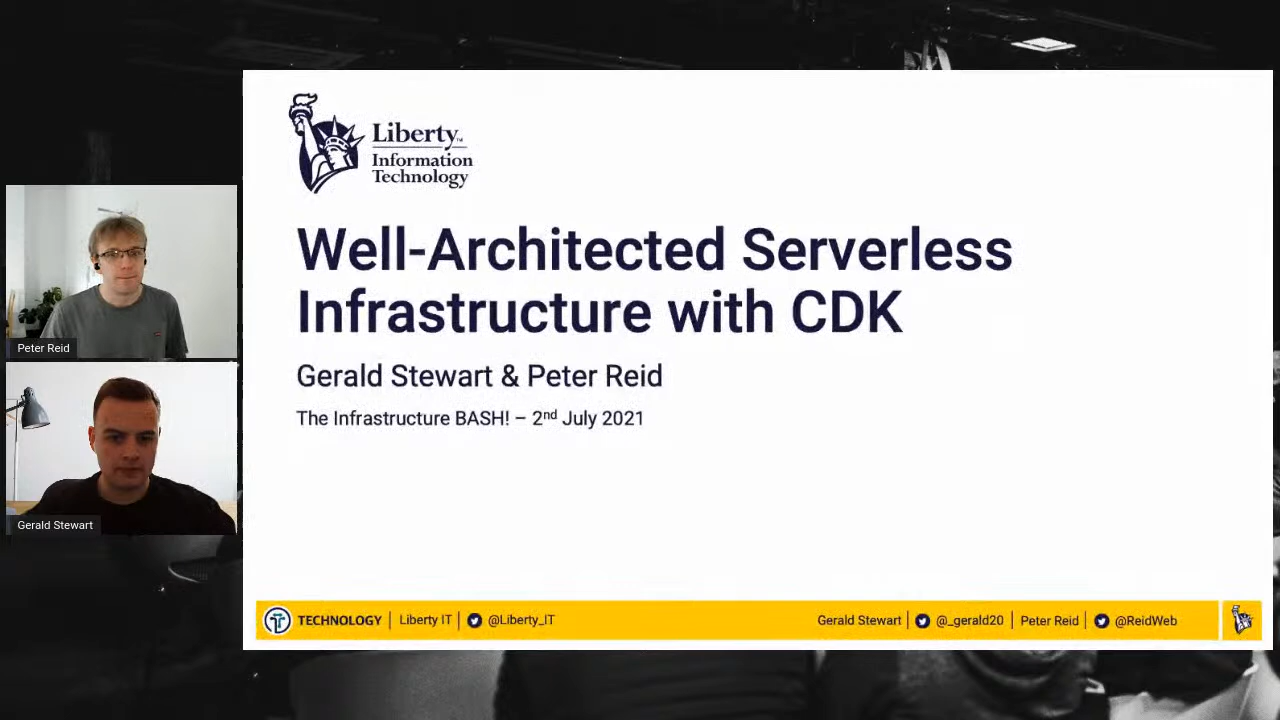 Liberty™
Information
Technology
Well-Architected Serverless
Infrastructure with CDK
Gerald Stewart & Peter Reid
The Infrastructure BASH! – 2nd July 2021
Peter Reid
Gerald Stewart
TECHNOLOGY | Liberty IT | @Liberty_IT
Gerald Stewart | @_gerald20 | Peter Reid | @ReidWeb